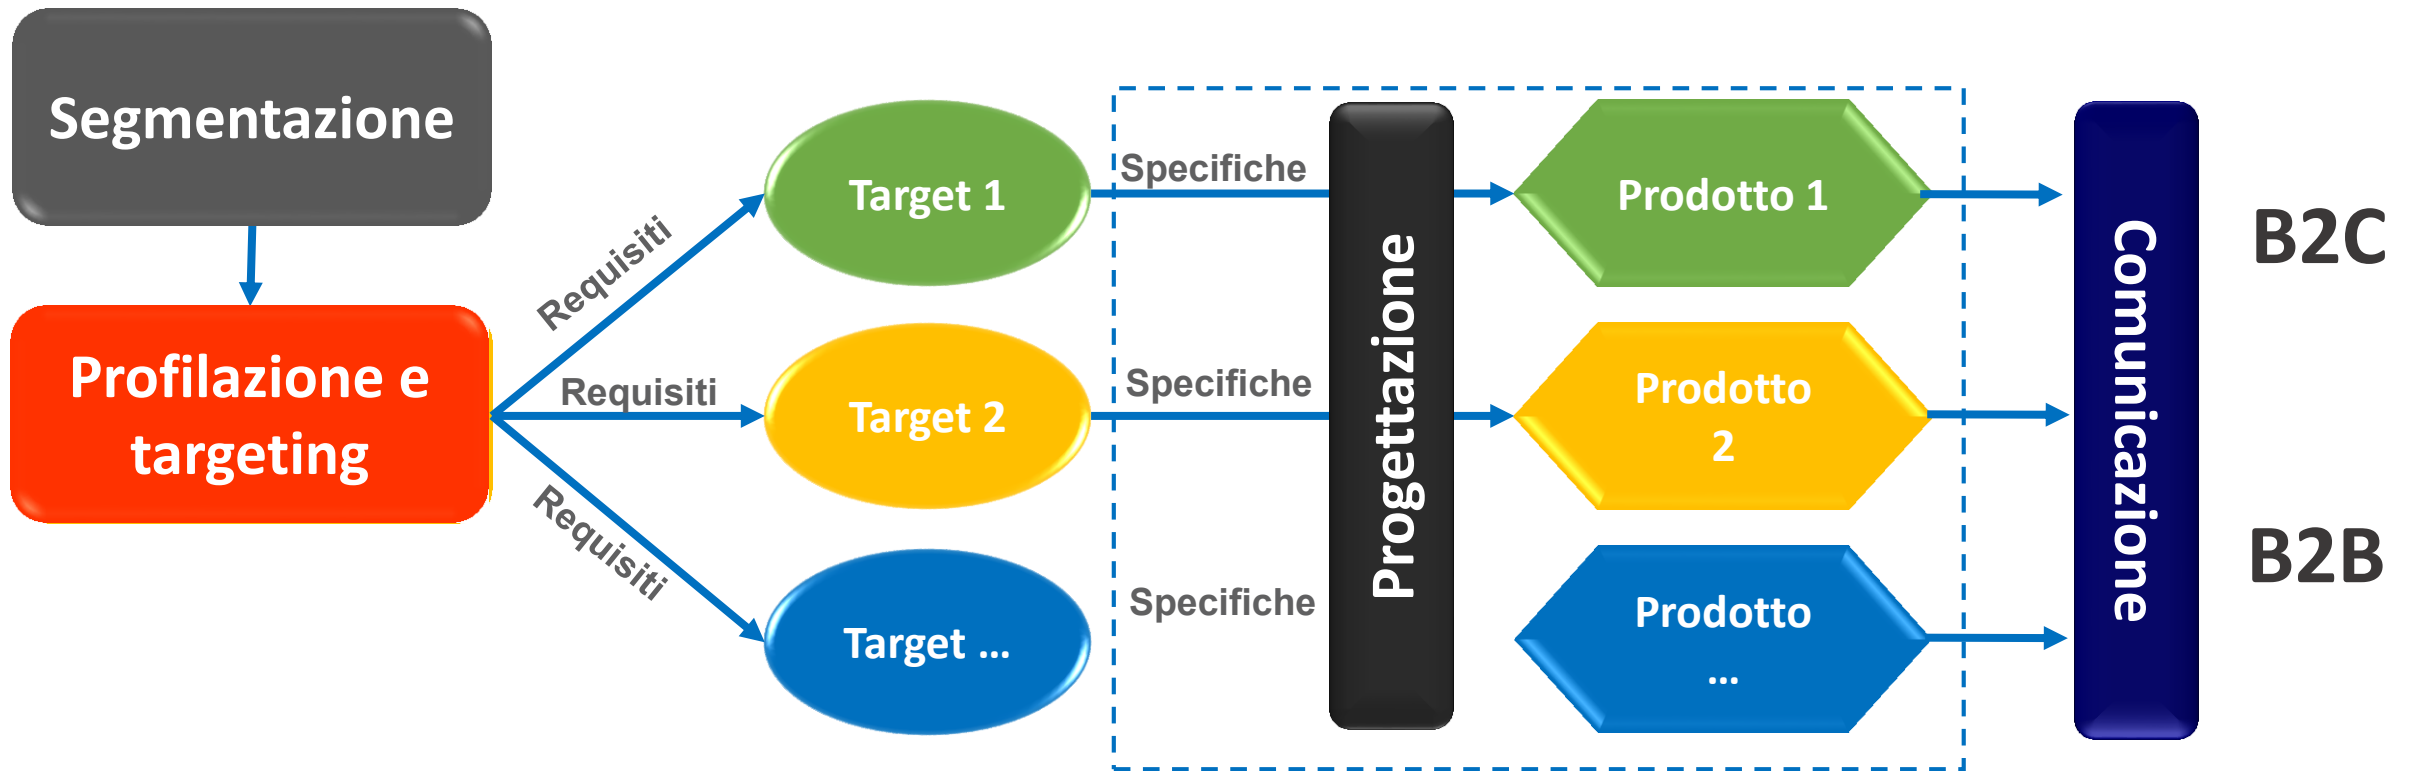 Segmentazione
Profilazione e
targeting
Requisiti
Requisiti
Requisiti
Target 1
Target 2
Target ...
Specifiche
Specifiche
Specifiche
Progettazione
Prodotto 1
Prodotto
2
Prodotto
...
Comunicazione
B2C
B2B